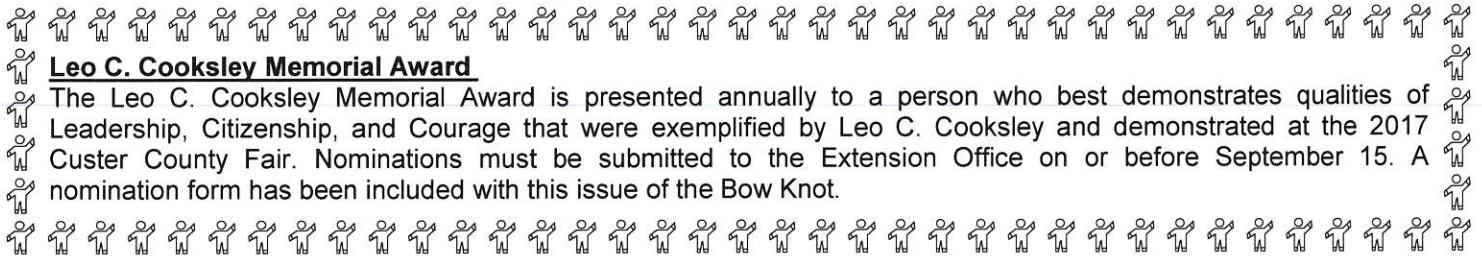 Leo C. Cooksley Memorial Award
The Leo C. Cooksley Memorial Award is presented annually to a person who best demonstrates qualities of
Leadership, Citizenship, and Courage that were exemplified by Leo C. Cooksley and demonstrated at the 2017
Custer County Fair. Nominations must be submitted to the Extension Office on or before September 15. A
nomination form has been included with this issue of the Bow Knot.